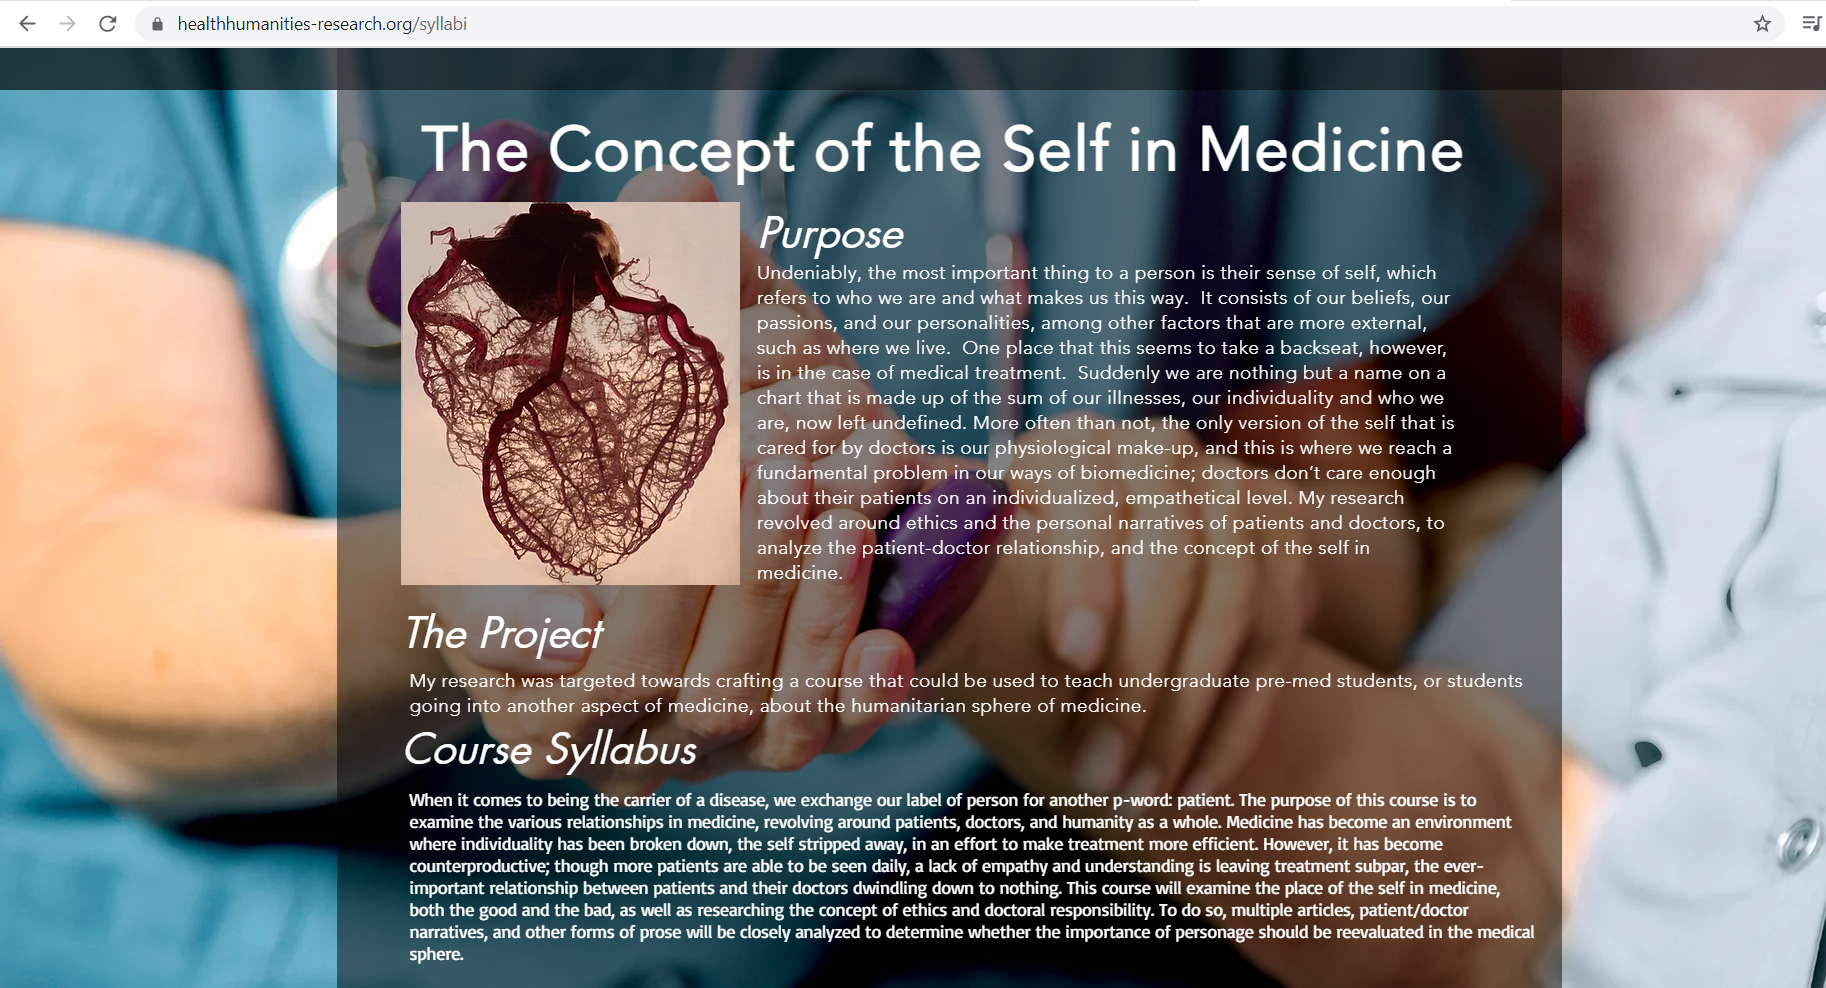 healthhumanities-research.org/syllabi
The Concept of the Self in Medicine
Purpose
Undeniably, the most important thing to a person is their sense of self, which
refers to who we are and what makes us this way.  It consists of our beliefs, our
passions, and our personalities, among other factors that are more external,
such as where we live.  One place that this seems to take a backseat, however,
is in the case of medical treatment.  Suddenly we are nothing but a name on a
chart that is made up of the sum of our illnesses, our individuality and who we
are, now left undefined. More often than not, the only version of the self that is
cared for by doctors is our physiological make-up, and this is where we reach a
fundamental problem in our ways of biomedicine; doctors don’t care enough
about their patients on an individualized, empathetical level. My research
revolved around ethics and the personal narratives of patients and doctors, to
analyze the patient-doctor relationship, and the concept of the self in
medicine.
The Project
My research was targeted towards crafting a course that could be used to teach undergraduate pre-med students, or students
going into another aspect of medicine, about the humanitarian sphere of medicine.
Course Syllabus
When it comes to being the carrier of a disease, we exchange our label of person for another p-word: patient. The purpose of this course is to
examine the various relationships in medicine, revolving around patients, doctors, and humanity as a whole. Medicine has become an environment
where individuality has been broken down, the self stripped away, in an effort to make treatment more efficient. However, it has become
counterproductive; though more patients are able to be seen daily, a lack of empathy and understanding is leaving treatment subpar, the ever-
important relationship between patients and their doctors dwindling down to nothing. This course will examine the place of the self in medicine,
both the good and the bad, as well as researching the concept of ethics and doctoral responsibility. To do so, multiple articles, patient/doctor
narratives, and other forms of prose will be closely analyzed to determine whether the importance of personage should be reevaluated in the medical
sphere.